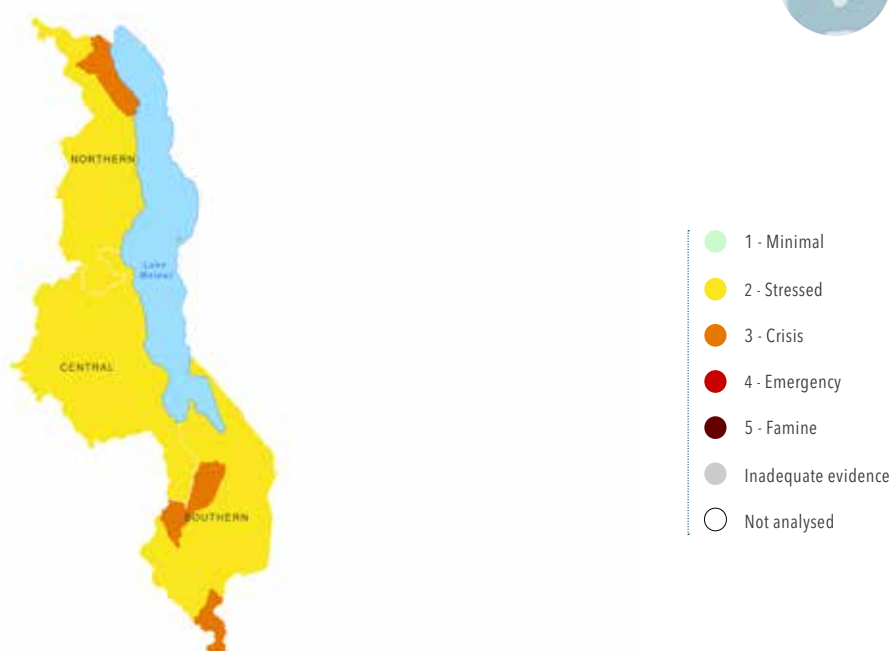 NORTHERN
Lake
Malawi
CENTRAL
SOUTHERN
1 - Minimal
2 - Stressed
3 - Crisis
4 - Emergency
5 - Famine
Inadequate evidence
Not analysed